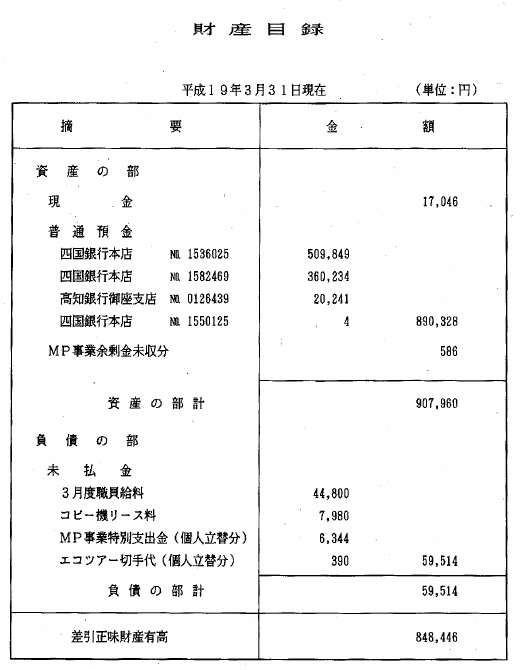 財産目録
平成19年3月31日現在 (単位:円)
摘要 金額
資産の部
現金 17,046
普通預金
四国銀行本店 № 1536025 509,849
四国銀行本店 № 1582469 360,234
高知銀行御座支店 № 0126439 20,241
四国銀行本店 № 1550125 4 890,328
MP事業余剰金未収分 586
資産の部計 907,960
負債の部
未払金
3月度職員給料 44,800
コピー機リース料 7,980
MP事業特別支出金(個人立替分) 6,344
エコツアー切手代(個人立替分) 390 59,514
負債の部計 59,514
差引正味財産有高 848,446